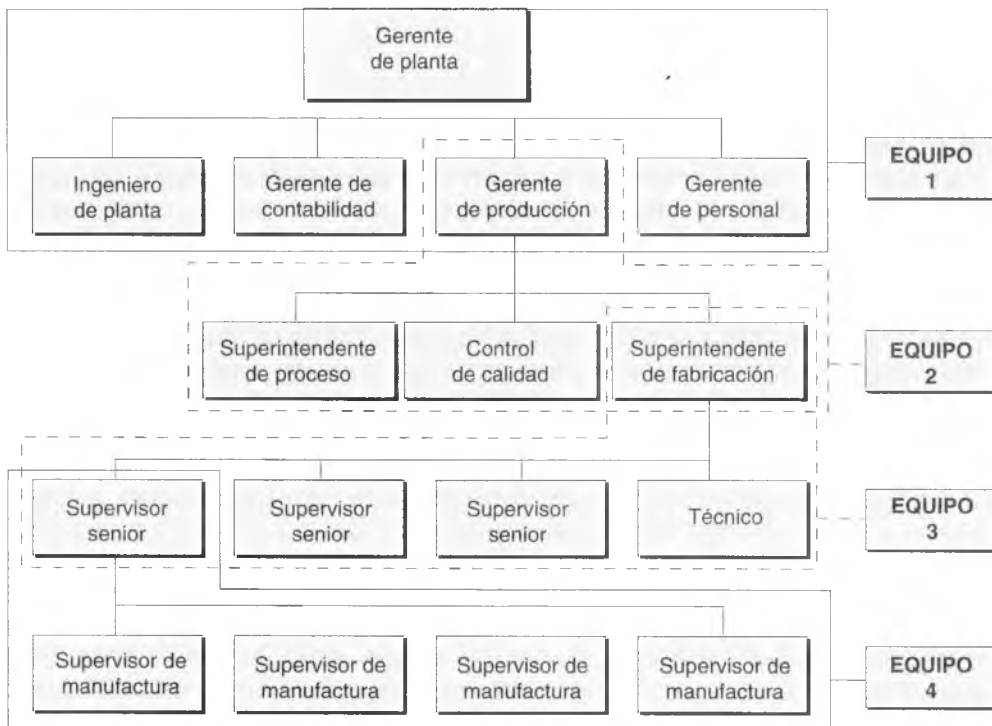 Gerente
de planta
Ingeniero
de planta
Gerente de
contabilidad
Gerente
de producción
Gerente
de personal
EQUIPO
1
Superintendente
de proceso
Control
de calidad
Superintendente
de fabricación
EQUIPO
2
Supervisor
senior
Supervisor
senior
Supervisor
senior
Técnico
EQUIPO
3
Supervisor de
manufactura
Supervisor de
manufactura
Supervisor de
manufactura
Supervisor de
manufactura
EQUIPO
4